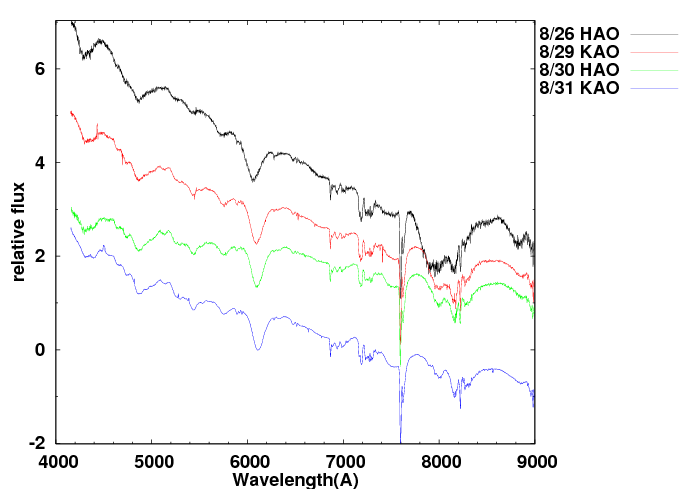 8/26 HAO
8/29 KAO
8/30 HAO
8/31 KAO
6
4
2
0
-2
relative flux
4000 5000 6000 7000 8000 9000
Wavelength(A)